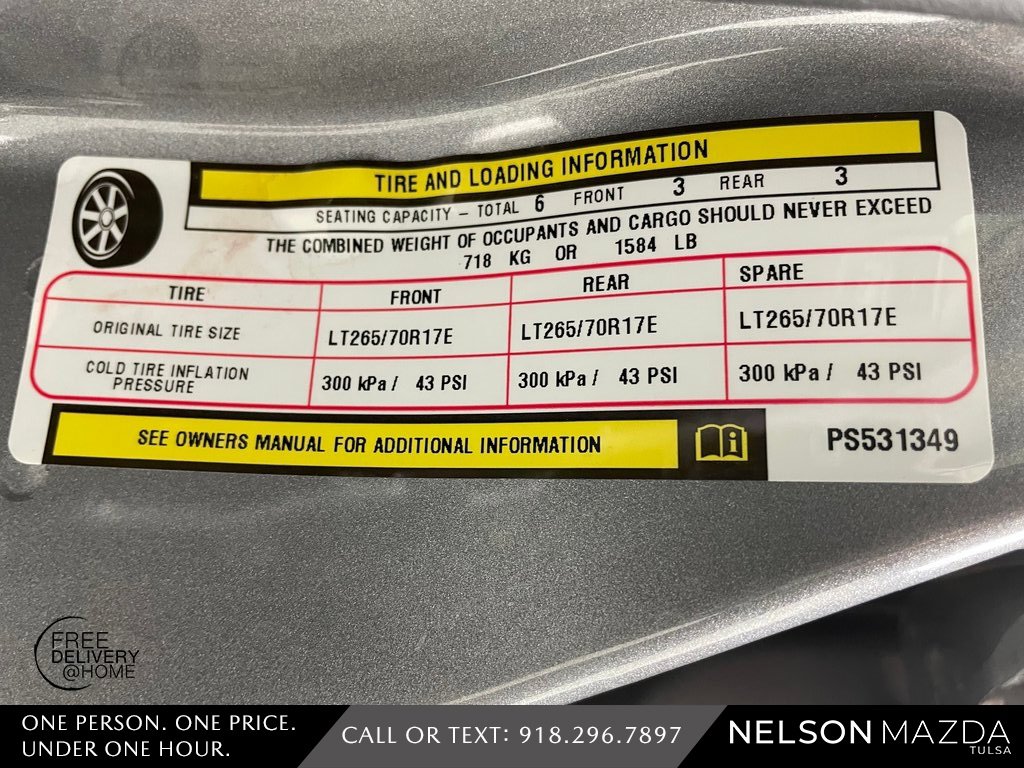 TIRE AND LOADING INFORMATION
SEATING CAPACITY – TOTAL 6 FRONT 3 REAR 3
THE COMBINED WEIGHT OF OCCUPANTS AND CARGO SHOULD NEVER EXCEED
718 KG OR 1584 LB
TIRE FRONT REAR SPARE
ORIGINAL TIRE SIZE LT265/70R17E LT265/70R17E LT265/70R17E
COLD TIRE INFLATION
PRESSURE 300 kPa / 43 PSI 300 kPa / 43 PSI 300 kPa / 43 PSI
SEE OWNERS MANUAL FOR ADDITIONAL INFORMATION
PS531349
FREE
DELIVERY
@HOME
ONE PERSON. ONE PRICE.
UNDER ONE HOUR.
CALL OR TEXT: 918.296.7897
NELSON MAZDA
TULSA